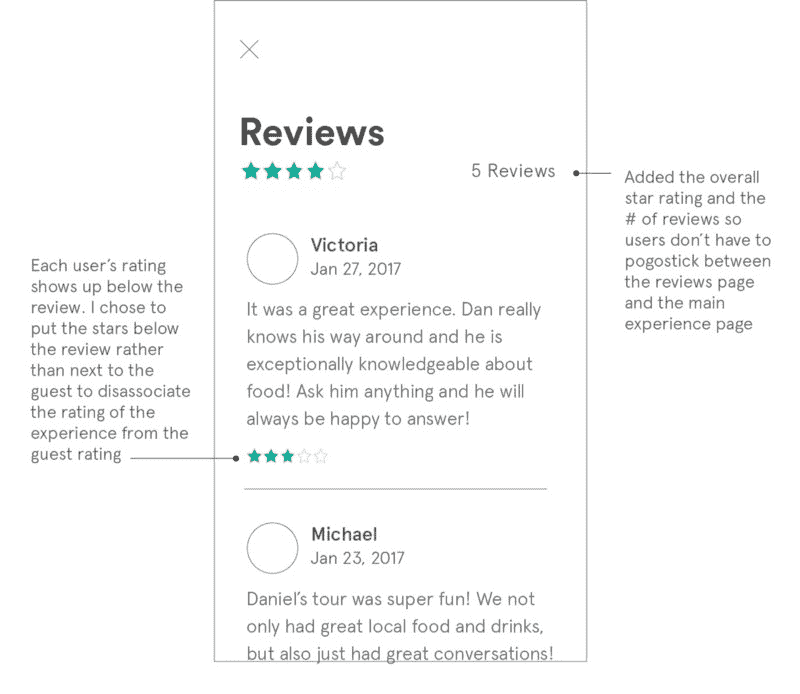 Reviews
5 Reviews
Added the overall
star rating and the
# of reviews so
users don't have to
pogostick between
the reviews page
and the main
experience page
Victoria
Jan 27, 2017
It was a great experience. Dan really
knows his way around and he is
exceptionally knowledgeable about
food! Ask him anything and he will
always be happy to answer!
Each user's rating
shows up below the
review. I chose to
put the stars below
the review rather
than next to the
guest to disassociate
the rating of the
experience from the
guest rating
Michael
Jan 23, 2017
Daniel's tour was super fun! We not
only had great local food and drinks,
but also just had great conversations!